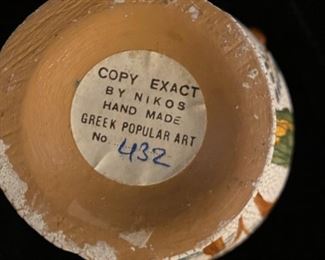 COPY EXACT
BY NIKOS
HAND MADE
GREEK POPULAR ART
No. 432